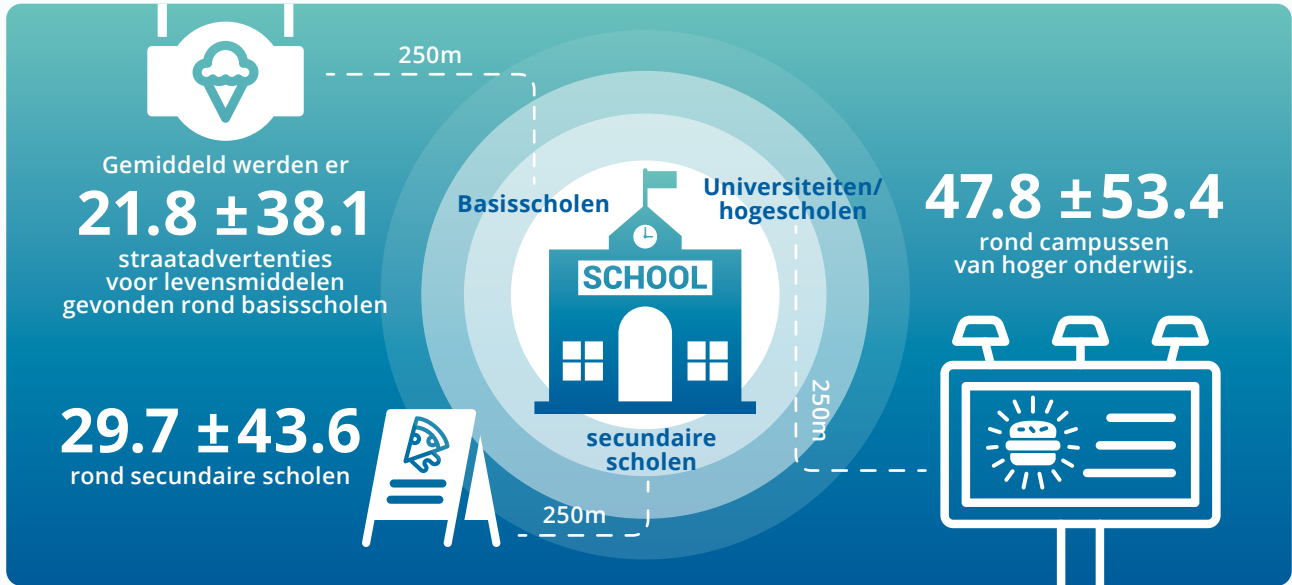 250m
Gemiddeld werden er
21.8 ±38.1
straatadvertenties
voor levensmiddelen
gevonden rond basisscholen
Basisscholen
Universiteiten/
hogescholen
47.8 ±53.4
rond campussen
van hoger onderwijs.
SCHOOL
250m
29.7 ±43.6
rond secundaire scholen
secundaire
scholen
250m